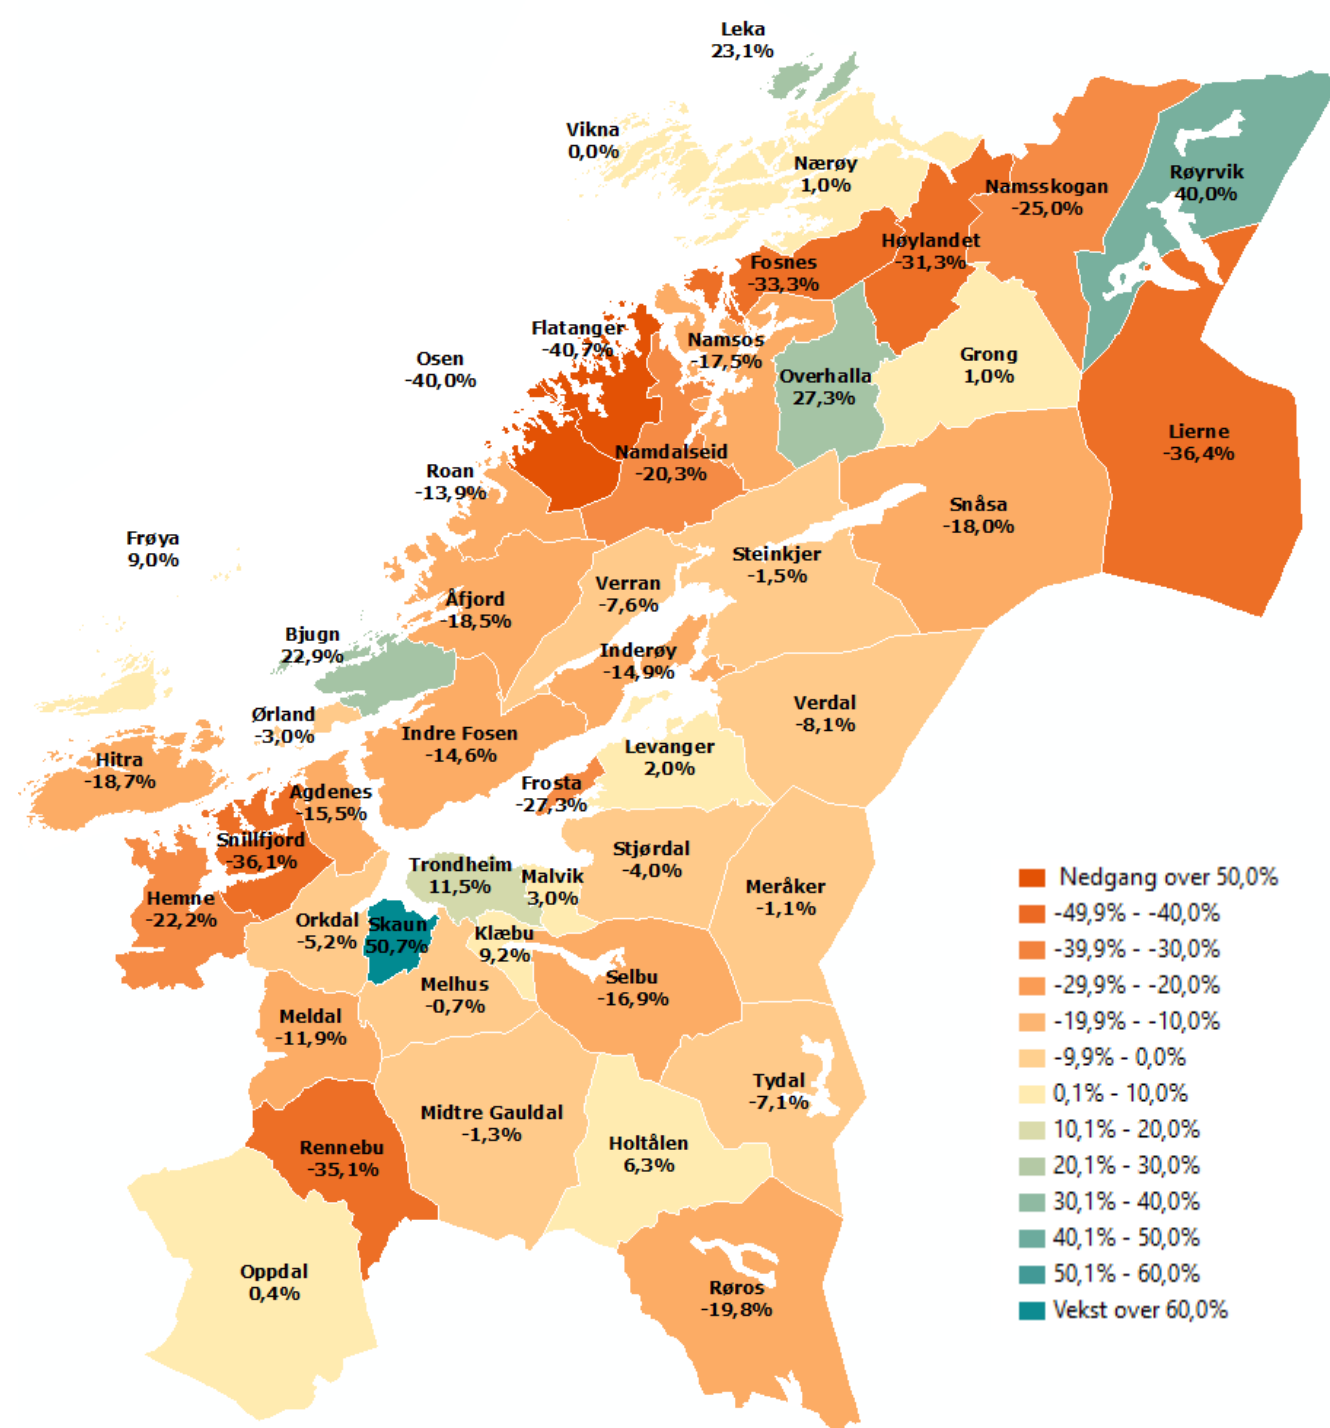 Leka
23,1%
Vikna
0,0%
Nærøy
1,0%
Røyrvik
40,0%
Namsskogan
-25,0%
Høylandet
-31,3%
Fosnes
-33,3%
Flatanger
-40,7%
Namsos
-17,5%
Osen
-40,0%
Overhalla
27,3%
Grong
1,0%
Lierne
-36,4%
Namdalseid
-20,3%
Roan
-13,9%
Snåsa
-18,0%
Frøya
9,0%
Steinkjer
-1,5%
Verran
-7,6%
Åfjord
-18,5%
Bjugn
22,9%
Inderøy
-14,9%
Verdal
-8,1%
Ørland
-3,0%
Indre Fosen
-14,6%
Levanger
2,0%
Hitra
-18,7%
Frosta
-27,3%
Agdenes
-15,5%
Snillfjord
-36,1%
Stjørdal
-4,0%
Trondheim
11,5%
Malvik
3,0%
Meråker
-1,1%
Hemne
-22,2%
Orkdal
-5,2%
Skaun
50,7%
Klæbu
9,2%
Melhus
-0,7%
Selbu
-16,9%
Meldal
-11,9%
Tydal
-7,1%
Midtre Gauldal
-1,3%
Holtålen
6,3%
Rennebu
-35,1%
Oppdal
0,4%
Røros
-19,8%
Nedgang over 50,0%
-49,9% - -40,0%
-39,9% - -30,0%
-29,9% - -20,0%
-19,9% - -10,0%
-9,9% - 0,0%
0,1% - 10,0%
10,1% - 20,0%
20,1% - 30,0%
30,1% - 40,0%
40,1% - 50,0%
50,1% - 60,0%
Vekst over 60,0%